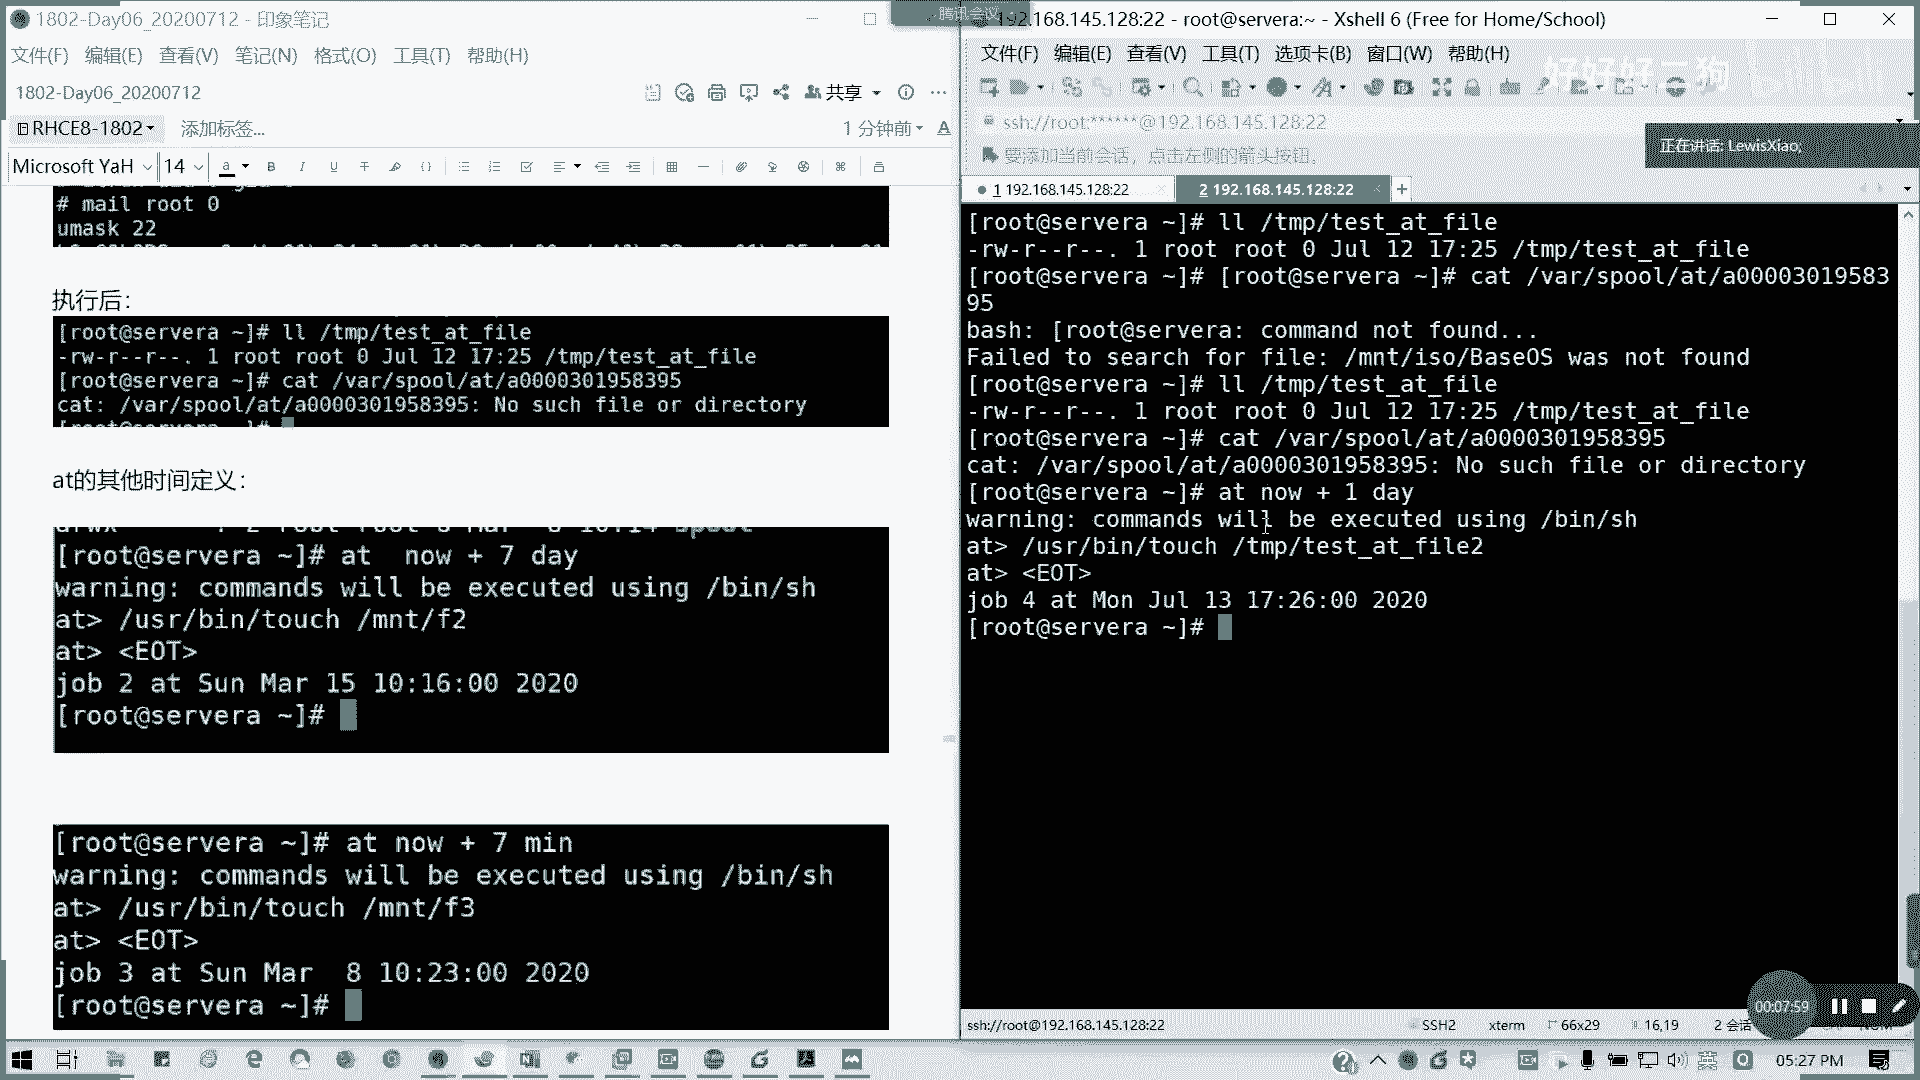 1802-Day06_20200712 - 印象笔记
文件(F) 编辑(E) 查看(V) 笔记(N) 格式(O) 工具(T) 帮助(H)
1802-Day06_20200712
共享
RHCE8-1802
添加标签...
1 分钟前
Microsoft YaH
14
# mail root 0
umask 22
执行后：
[root@servera ~]# ll /tmp/test_at_file
-rw-r--r--. 1 root root 0 Jul 12 17:25 /tmp/test_at_file
[root@servera ~]# cat /var/spool/at/a0000301958395
cat: /var/spool/at/a0000301958395: No such file or directory
at的其他时间定义：
[root@servera ~]# at  now + 7 day
warning: commands will be executed using /bin/sh
at> /usr/bin/touch /mnt/f2
at> <EOT>
job 2 at Sun Mar 15 10:16:00 2020
[root@servera ~]#
[root@servera ~]# at now + 7 min
warning: commands will be executed using /bin/sh
at> /usr/bin/touch /mnt/f3
at> <EOT>
job 3 at Sun Mar  8 10:23:00 2020
[root@servera ~]#
腾讯会议
192.168.145.128:22 - root@servera:~ - Xshell 6 (Free for Home/School)
文件(F) 编辑(E) 查看(V) 工具(T) 选项卡(B) 窗口(W) 帮助(H)
好好好二狗
ssh://root:******@192.168.145.128:22
要添加当前会话，点击左侧的箭头按钮。
正在讲话: LewisXiao;
1 192.168.145.128:22
2 192.168.145.128:22
[root@servera ~]# ll /tmp/test_at_file
-rw-r--r--. 1 root root 0 Jul 12 17:25 /tmp/test_at_file
[root@servera ~]# [root@servera ~]# cat /var/spool/at/a00003019583
95
bash: [root@servera: command not found...
Failed to search for file: /mnt/iso/BaseOS was not found
[root@servera ~]# ll /tmp/test_at_file
-rw-r--r--. 1 root root 0 Jul 12 17:25 /tmp/test_at_file
[root@servera ~]# cat /var/spool/at/a0000301958395
cat: /var/spool/at/a0000301958395: No such file or directory
[root@servera ~]# at now + 1 day
warning: commands will be executed using /bin/sh
at> /usr/bin/touch /tmp/test_at_file2
at> <EOT>
job 4 at Mon Jul 13 17:26:00 2020
[root@servera ~]#
00:07:59
ssh://root@192.168.145.128:22
SSH2
xterm
66x29
16,19
2 会话
英
05:27 PM